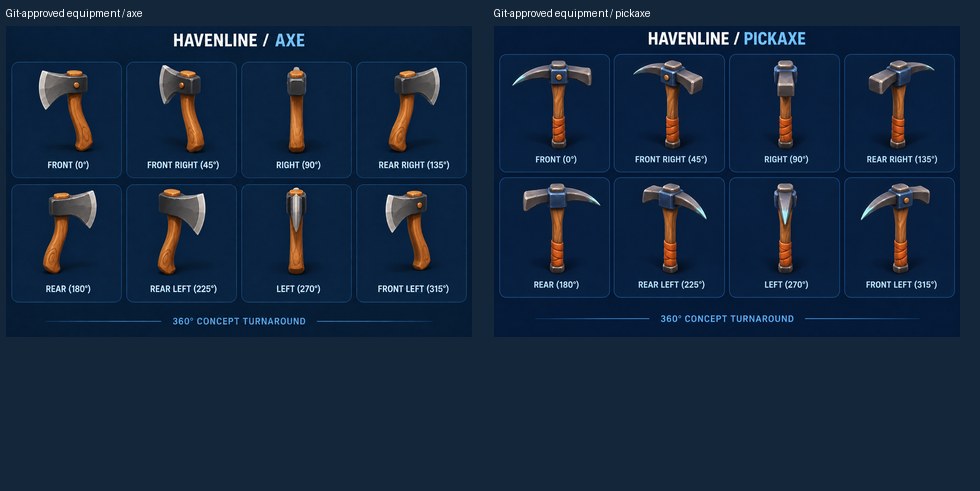 Git-approved equipment / axe
HAVENLINE / AXE
FRONT (0°)
FRONT RIGHT (45°)
RIGHT (90°)
REAR RIGHT (135°)
REAR (180°)
REAR LEFT (225°)
LEFT (270°)
FRONT LEFT (315°)
360° CONCEPT TURNAROUND
Git-approved equipment / pickaxe
HAVENLINE / PICKAXE
FRONT (0°)
FRONT RIGHT (45°)
RIGHT (90°)
REAR RIGHT (135°)
REAR (180°)
REAR LEFT (225°)
LEFT (270°)
FRONT LEFT (315°)
360° CONCEPT TURNAROUND